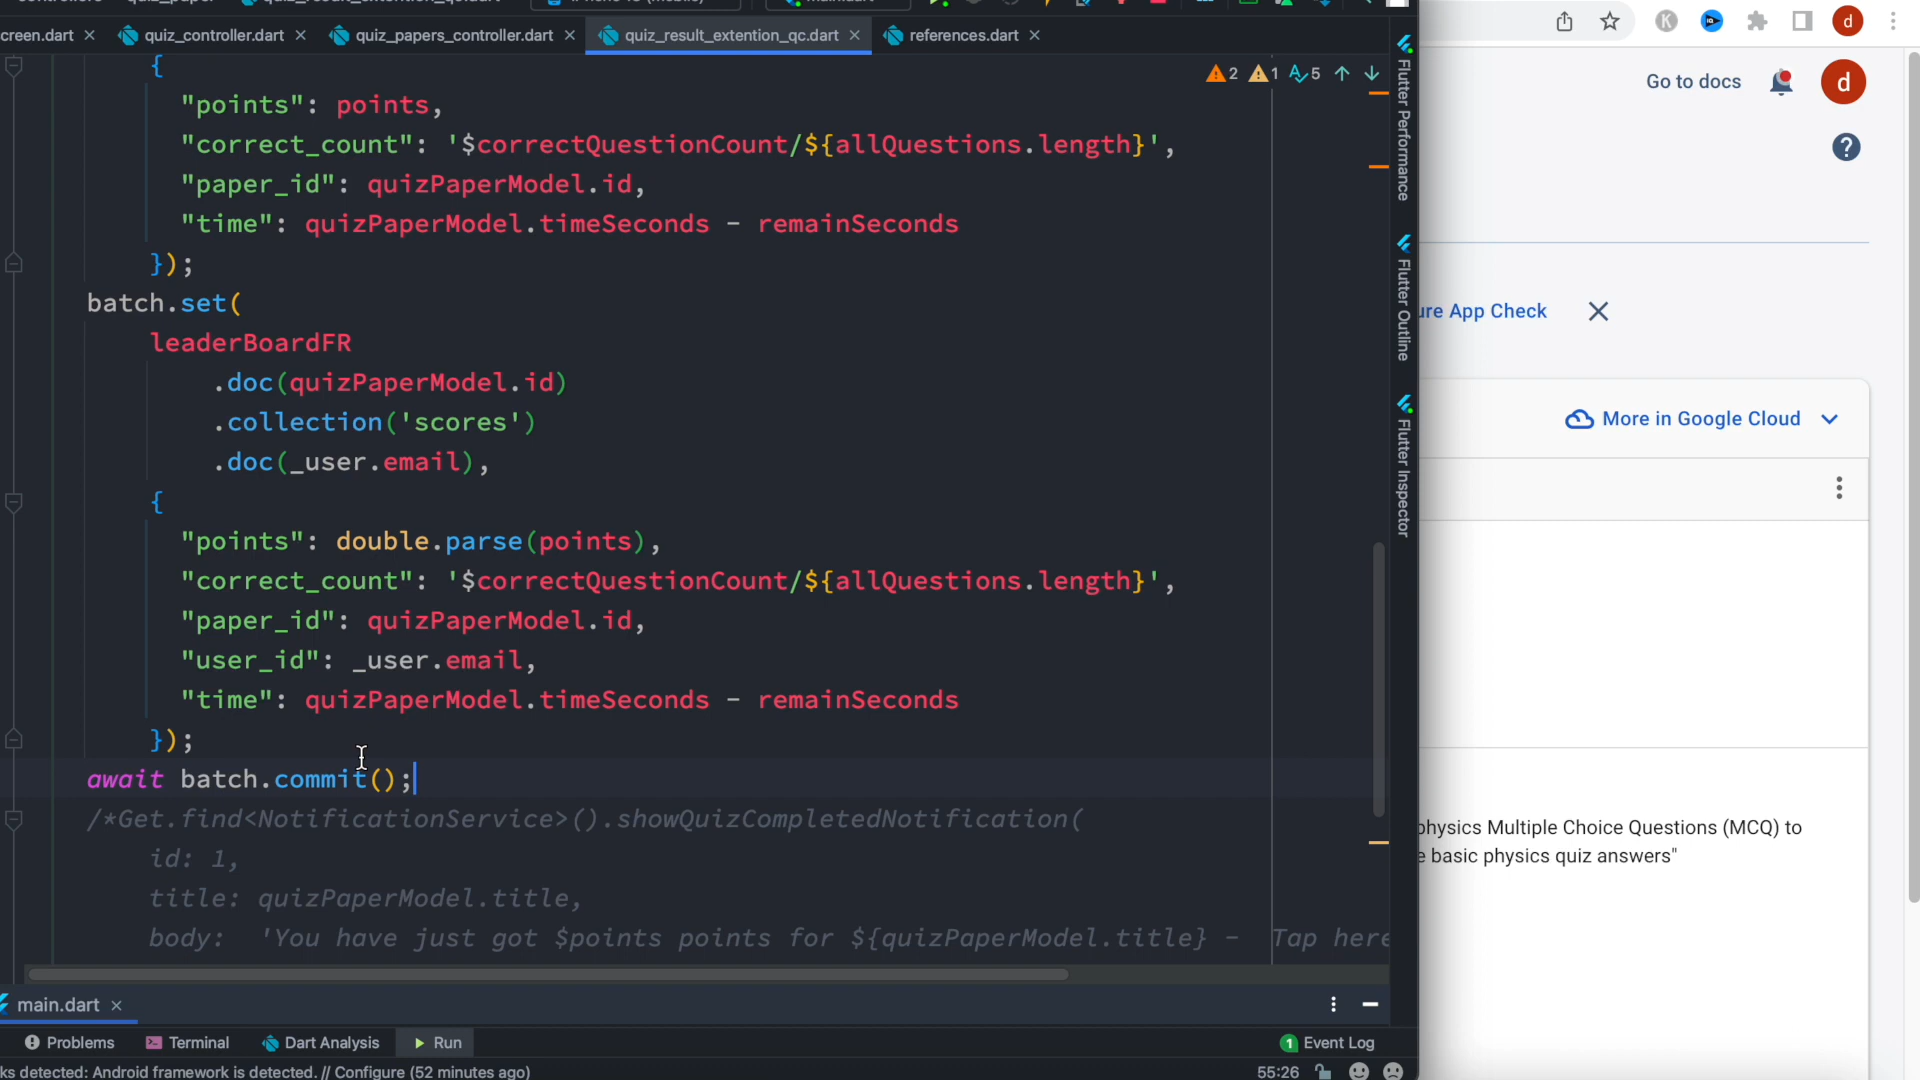 creen.dart quiz_controller.dart quiz_papers_controller.dart quiz_result_extention_qc.dart references.dart
{
2 1 5
"points": points,
"correct_count": '$correctQuestionCount/${allQuestions.length}',
"paper_id": quizPaperModel.id,
"time": quizPaperModel.timeSeconds - remainSeconds
});
batch.set(
leaderBoardFR
.doc(quizPaperModel.id)
.collection('scores')
.doc(_user.email),
{
"points": double.parse(points),
"correct_count": '$correctQuestionCount/${allQuestions.length}',
"paper_id": quizPaperModel.id,
"user_id": _user.email,
"time": quizPaperModel.timeSeconds - remainSeconds
});
await batch.commit();
/*Get.find<NotificationService>().showQuizCompletedNotification(
id: 1,
title: quizPaperModel.title,
body: 'You have just got $points points for ${quizPaperModel.title} - Tap here
main.dart
Problems Terminal Dart Analysis Run
1 Event Log
ks detected: Android framework is detected. // Configure (52 minutes ago)
55:26
Flutter Performance
Flutter Outline
Flutter Inspector
K
d
Go to docs
d
?
ure App Check
More in Google Cloud
physics Multiple Choice Questions (MCQ) to
e basic physics quiz answers"